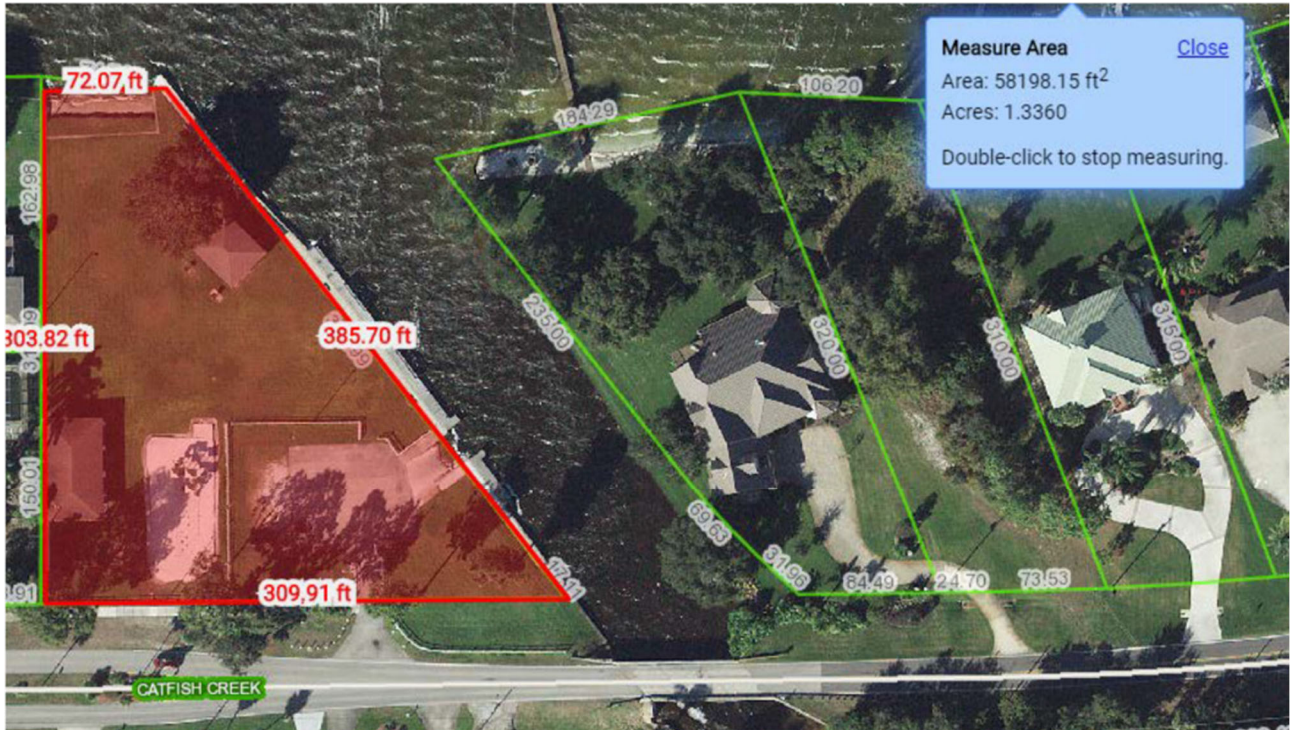 Measure Area Close
Area: 58198.15 ft²
Acres: 1.3360
Double-click to stop measuring.
72.07 ft
184.29
106.20
162.98
303.82 ft
385.70 ft
235.00
320.00
310.00
315.00
150.01
69.63
31.96
84.49
24.70
73.53
309,91 ft
17.11
CATFISH CREEK